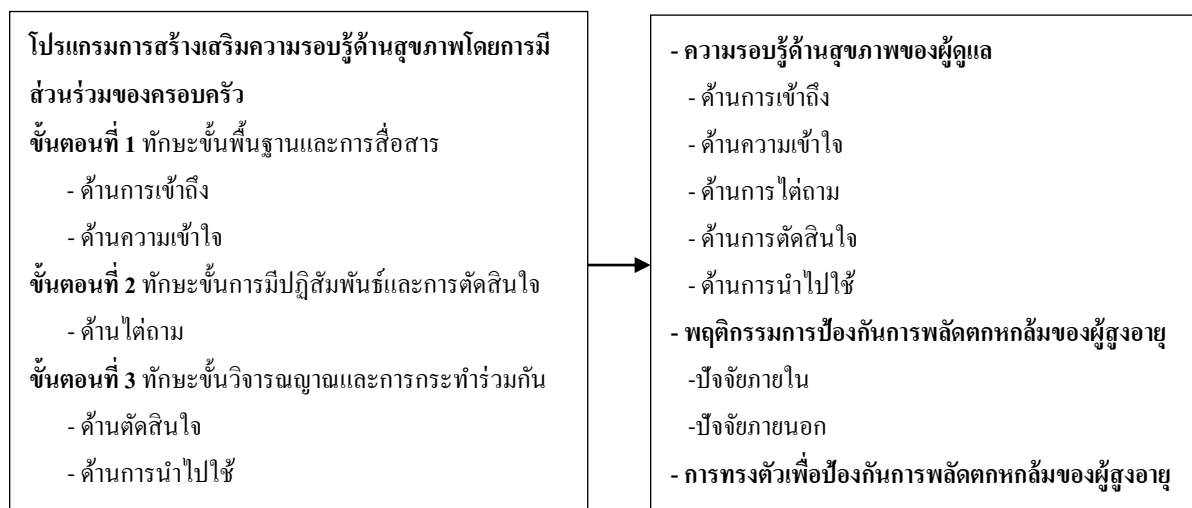 โปรแกรมการสร้างเสริมความรอบรู้ด้านสุขภาพโดยการมี
ส่วนร่วมของครอบครัว
ขั้นตอนที่ 1 ทักษะขั้นพื้นฐานและการสื่อสาร
- ด้านการเข้าถึง
- ด้านความเข้าใจ
ขั้นตอนที่ 2 ทักษะขั้นการมีปฏิสัมพันธ์และการตัดสินใจ
- ด้านไต่ถาม
ขั้นตอนที่ 3 ทักษะขั้นวิจารณญาณและการกระทำร่วมกัน
- ด้านตัดสินใจ
- ด้านการนำไปใช้
- ความรอบรู้ด้านสุขภาพของผู้ดูแล
- ด้านการเข้าถึง
- ด้านความเข้าใจ
- ด้านการไต่ถาม
- ด้านการตัดสินใจ
- ด้านการนำไปใช้
- พฤติกรรมการป้องกันการพลัดตกหกล้มของผู้สูงอายุ
-ปัจจัยภายใน
-ปัจจัยภายนอก
- การทรงตัวเพื่อป้องกันการพลัดตกหกล้มของผู้สูงอายุ